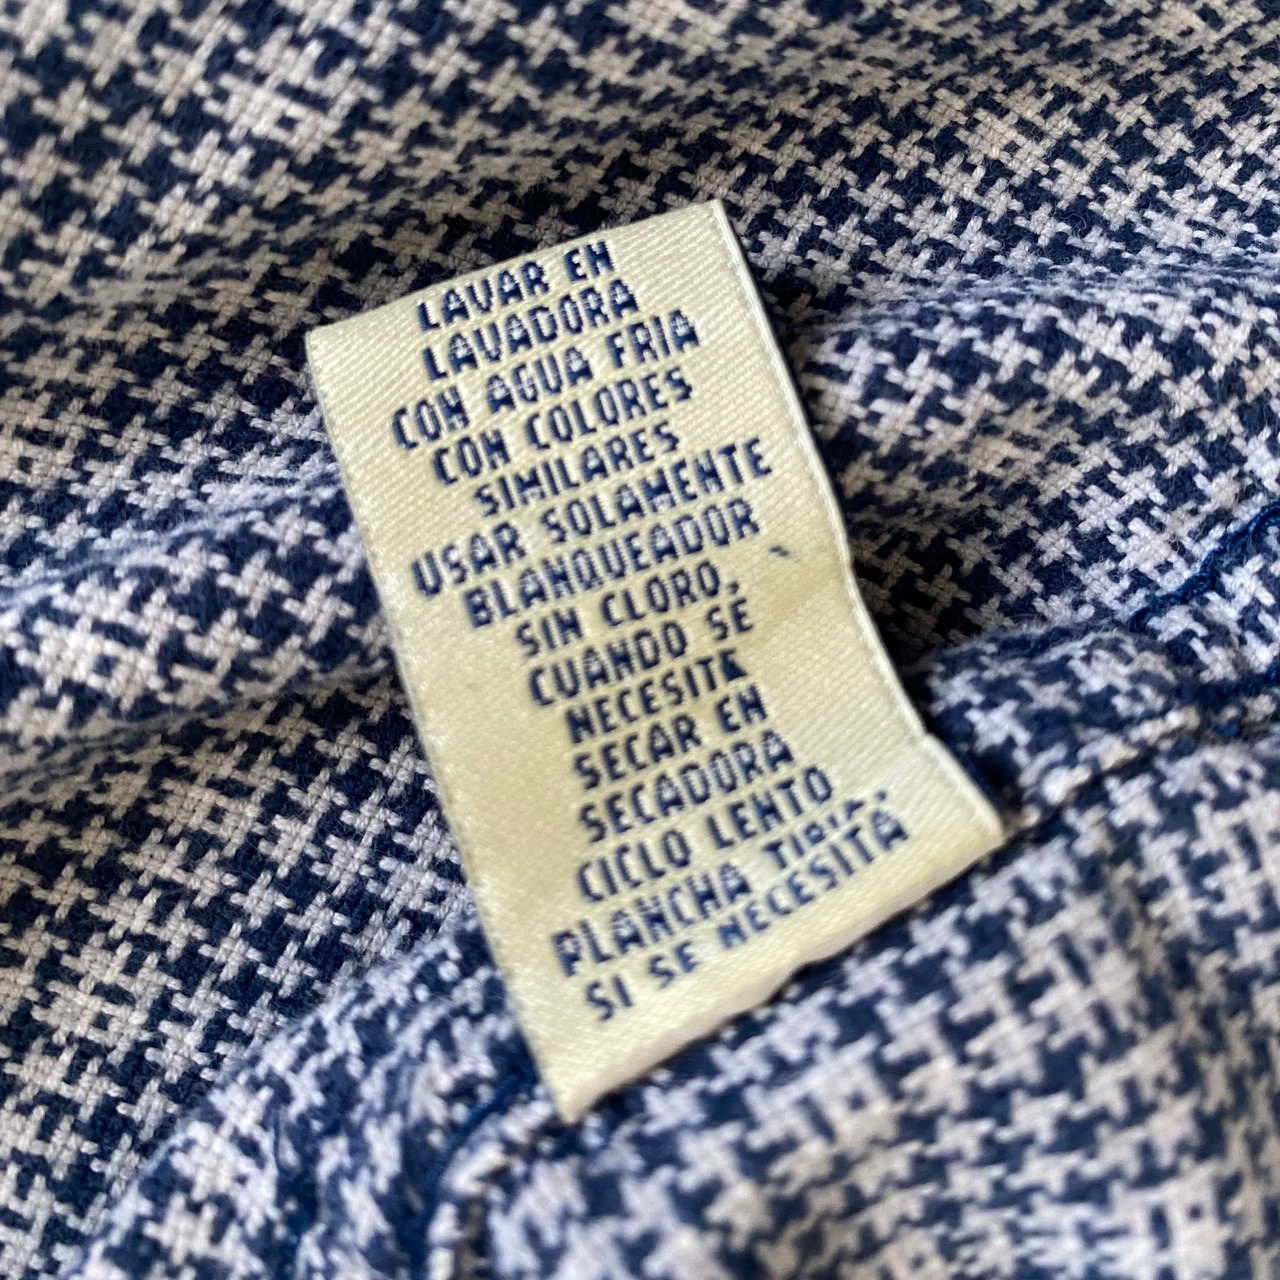 LAVAR EN
LAVADORA
CON AGUA FRIA
CON COLORES
SIMILARES
USAR SOLAMENTE
BLANQUEADOR
SIN CLORO,
CUANDO SE
NECESITA
SECAR EN
SECADORA
CICLO LENTO
PLANCHA TIBIA.
SI SE NECESITA